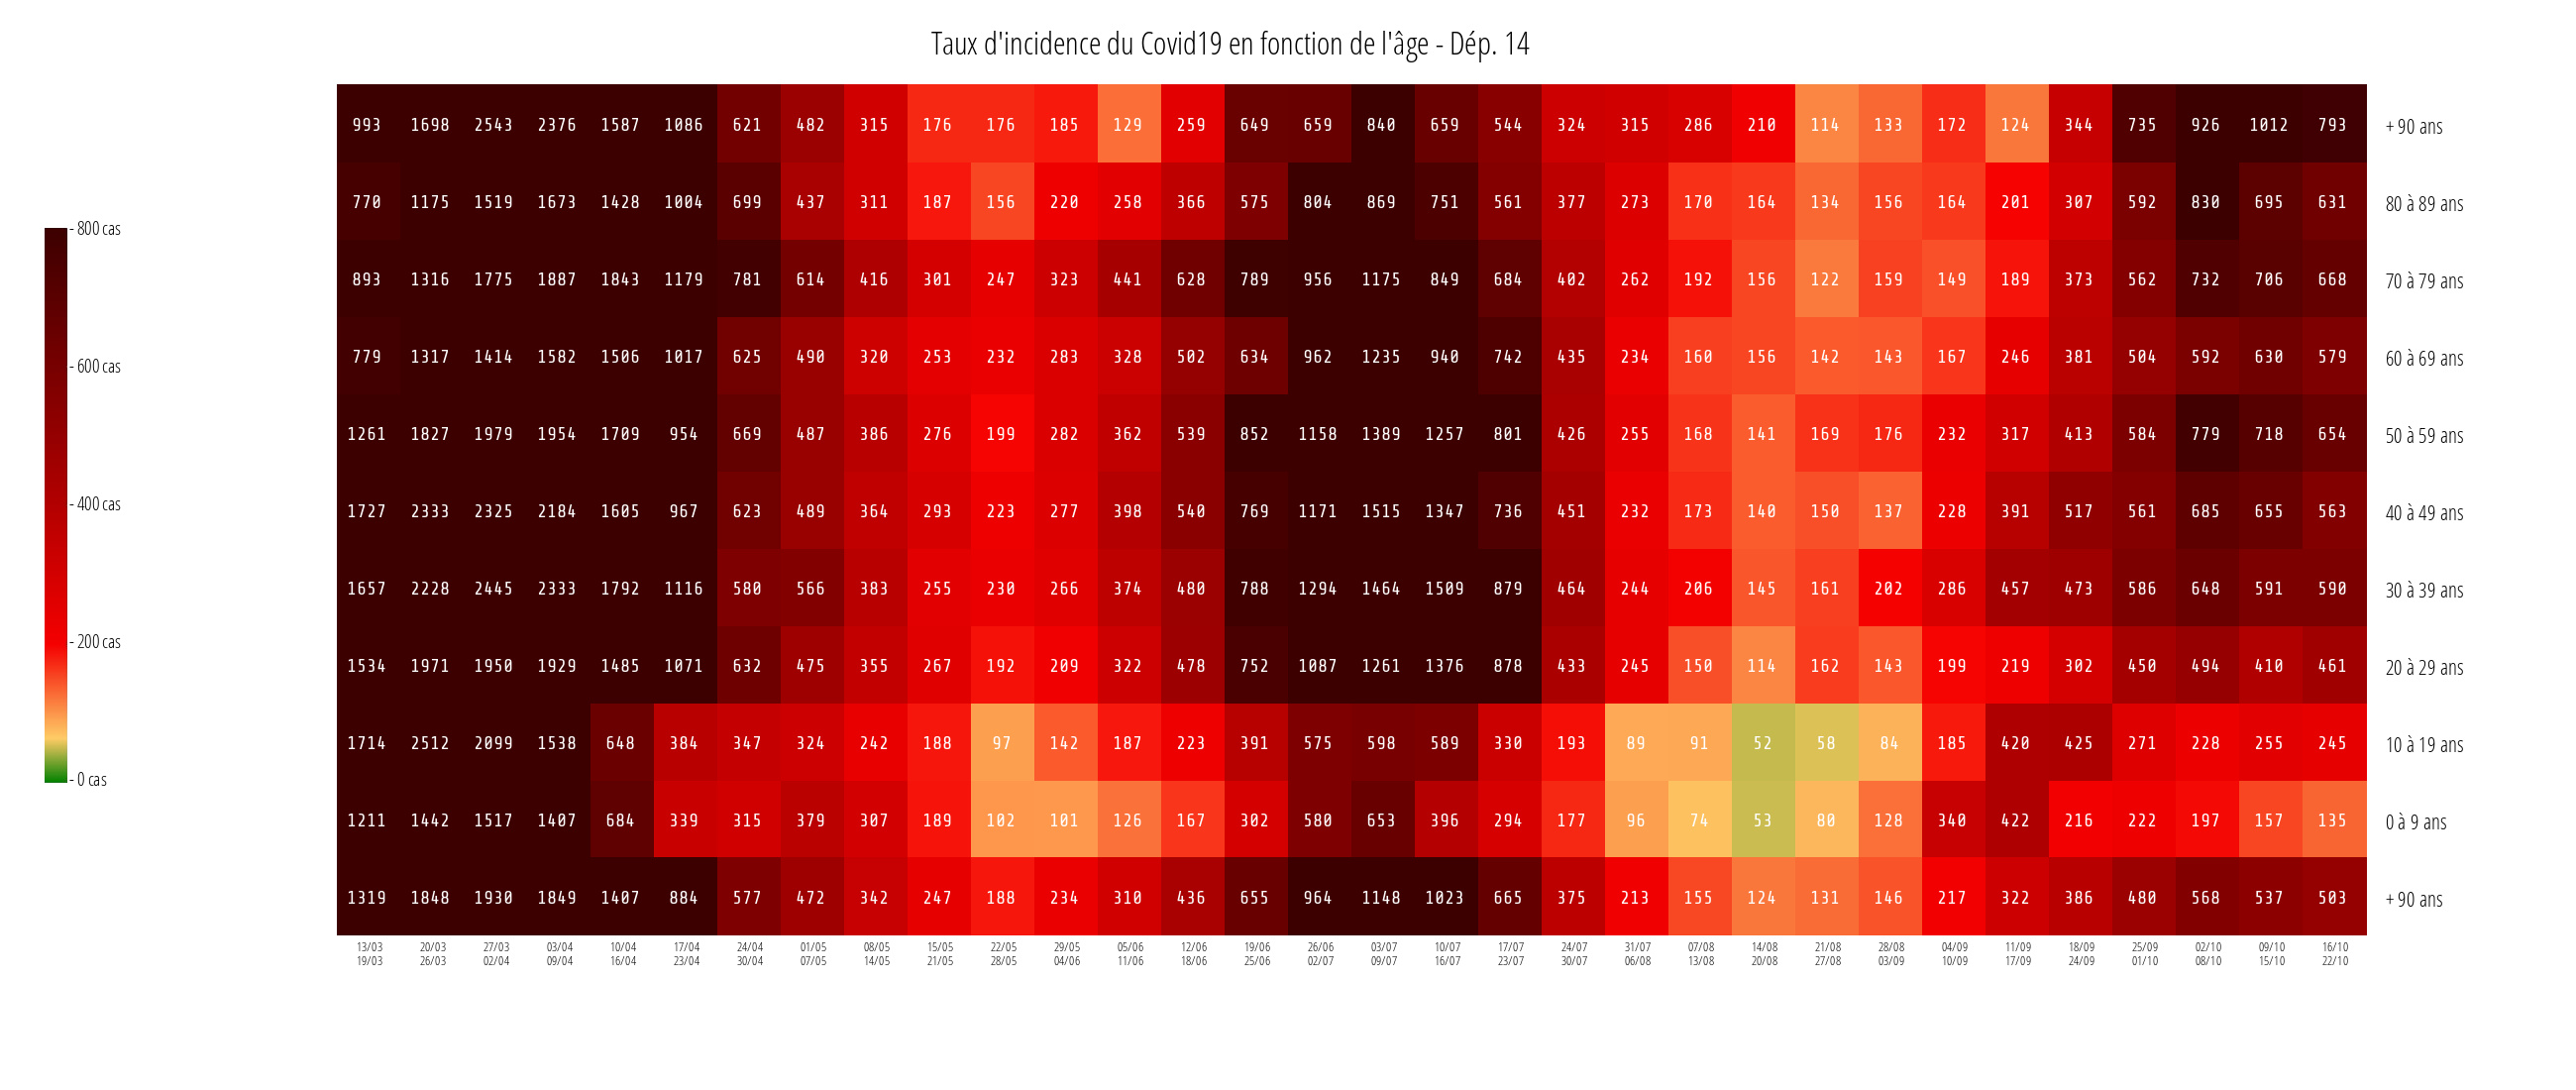 Taux d'incidence du Covid19 en fonction de l'âge - Dép. 14
- 800 cas
- 600 cas
- 400 cas
- 200 cas
- 0 cas
993 1698 2543 2376 1587 1086 621 482 315 176 176 185 129 259 649 659 840 659 544 324 315 286 210 114 133 172 124 344 735 926 1012 793 + 90 ans
770 1175 1519 1673 1428 1004 699 437 311 187 156 220 258 366 575 804 869 751 561 377 273 170 164 134 156 164 201 307 592 830 695 631 80 à 89 ans
893 1316 1775 1887 1843 1179 781 614 416 301 247 323 441 628 789 956 1175 849 684 402 262 192 156 122 159 149 189 373 562 732 706 668 70 à 79 ans
779 1317 1414 1582 1506 1017 625 490 320 253 232 283 328 502 634 962 1235 940 742 435 234 160 156 142 143 167 246 381 504 592 630 579 60 à 69 ans
1261 1827 1979 1954 1709 954 669 487 386 276 199 282 362 539 852 1158 1389 1257 801 426 255 168 141 169 176 232 317 413 584 779 718 654 50 à 59 ans
1727 2333 2325 2184 1605 967 623 489 364 293 223 277 398 540 769 1171 1515 1347 736 451 232 173 140 150 137 228 391 517 561 685 655 563 40 à 49 ans
1657 2228 2445 2333 1792 1116 580 566 383 255 230 266 374 480 788 1294 1464 1509 879 464 244 206 145 161 202 286 457 473 586 648 591 590 30 à 39 ans
1534 1971 1950 1929 1485 1071 632 475 355 267 192 209 322 478 752 1087 1261 1376 878 433 245 150 114 162 143 199 219 302 450 494 410 461 20 à 29 ans
1714 2512 2099 1538 648 384 347 324 242 188 97 142 187 223 391 575 598 589 330 193 89 91 52 58 84 185 420 425 271 228 255 245 10 à 19 ans
1211 1442 1517 1407 684 339 315 379 307 189 102 101 126 167 302 580 653 396 294 177 96 74 53 80 128 340 422 216 222 197 157 135 0 à 9 ans
1319 1848 1930 1849 1407 884 577 472 342 247 188 234 310 436 655 964 1148 1023 665 375 213 155 124 131 146 217 322 386 480 568 537 503 + 90 ans
13/03 20/03 27/03 03/04 10/04 17/04 24/04 01/05 08/05 15/05 22/05 29/05 05/06 12/06 19/06 26/06 03/07 10/07 17/07 24/07 31/07 07/08 14/08 21/08 28/08 04/09 11/09 18/09 25/09 02/10 09/10 16/10
19/03 26/03 02/04 09/04 16/04 23/04 30/04 07/05 14/05 21/05 28/05 04/06 11/06 18/06 25/06 02/07 09/07 16/07 23/07 30/07 06/08 13/08 20/08 27/08 03/09 10/09 17/09 24/09 01/10 08/10 15/10 22/10